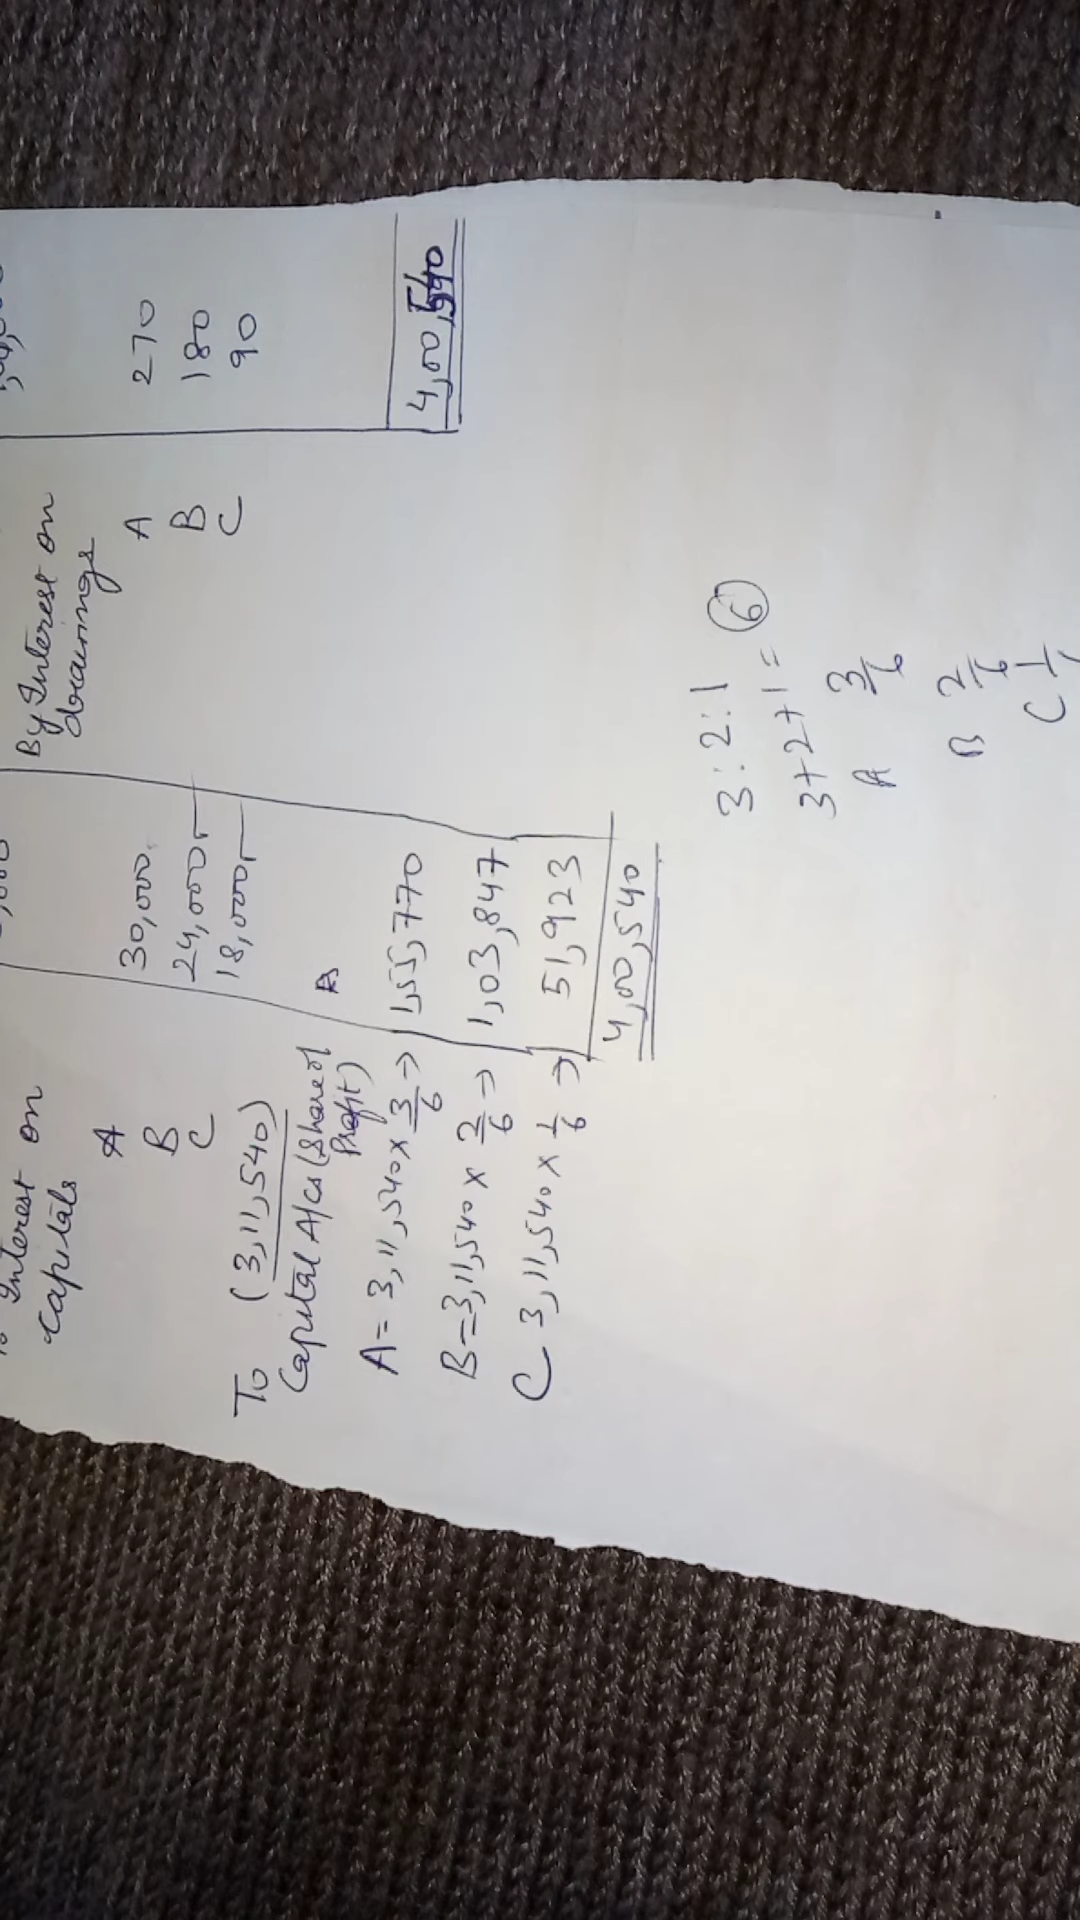 Interest on
capitals
A 30,000
B 24,000
C 18,000
To (3,11,540)
Capital A/cs (Share of
Profit)
A = 3,11,540 x 3/6 → 1,55,770
B = 3,11,540 x 2/6 → 1,03,847
C 3,11,540 x 1/6 → 51,923
4,00,540
By Interest on
drawings
A 270
B 180
C 90
4,00,540
3:2:1
3+2+1 = 6
A 3/6
B 2/6
C 1/